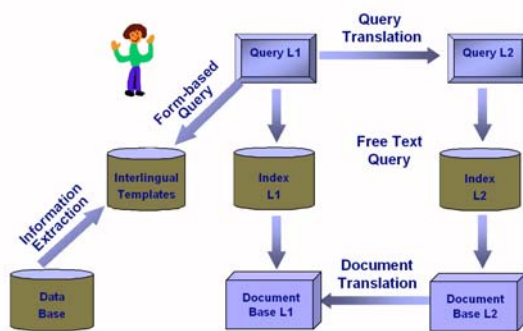 Query
Translation
Query L1
Query L2
Form-based
Query
Free Text
Query
Interlingual
Templates
Index
L1
Index
L2
Information
Extraction
Document
Translation
Data
Base
Document
Base L1
Document
Base L2